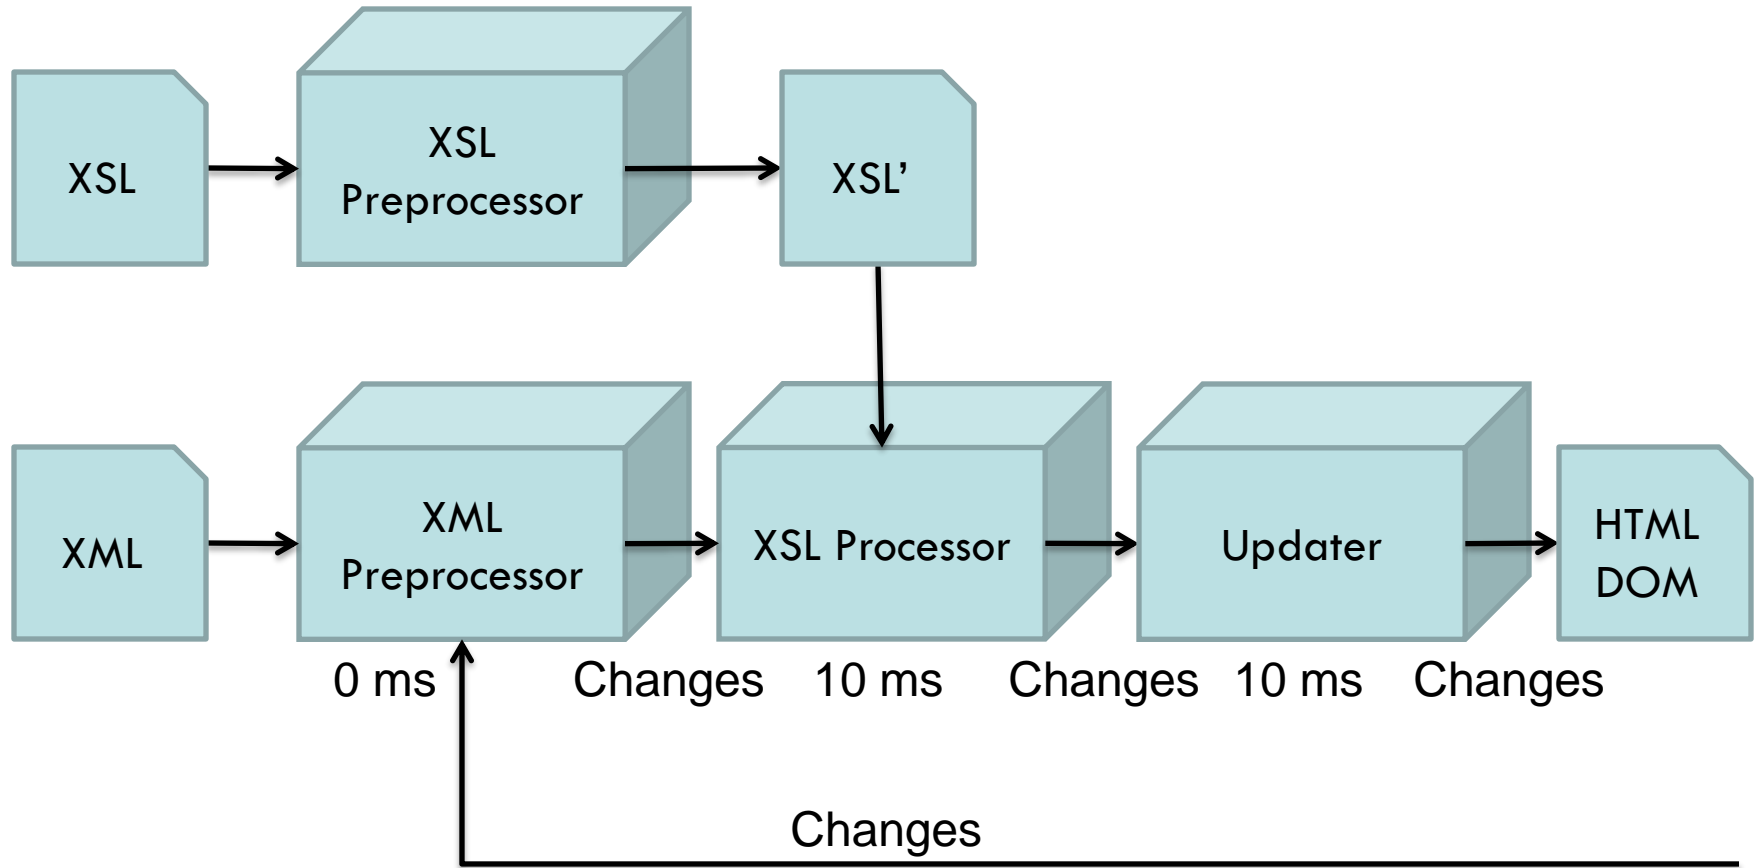 XSL
XSL
Preprocessor
XSL’
XML
XML
Preprocessor
XSL Processor
Updater
HTML
DOM
0 ms
Changes
10 ms
Changes
10 ms
Changes
Changes